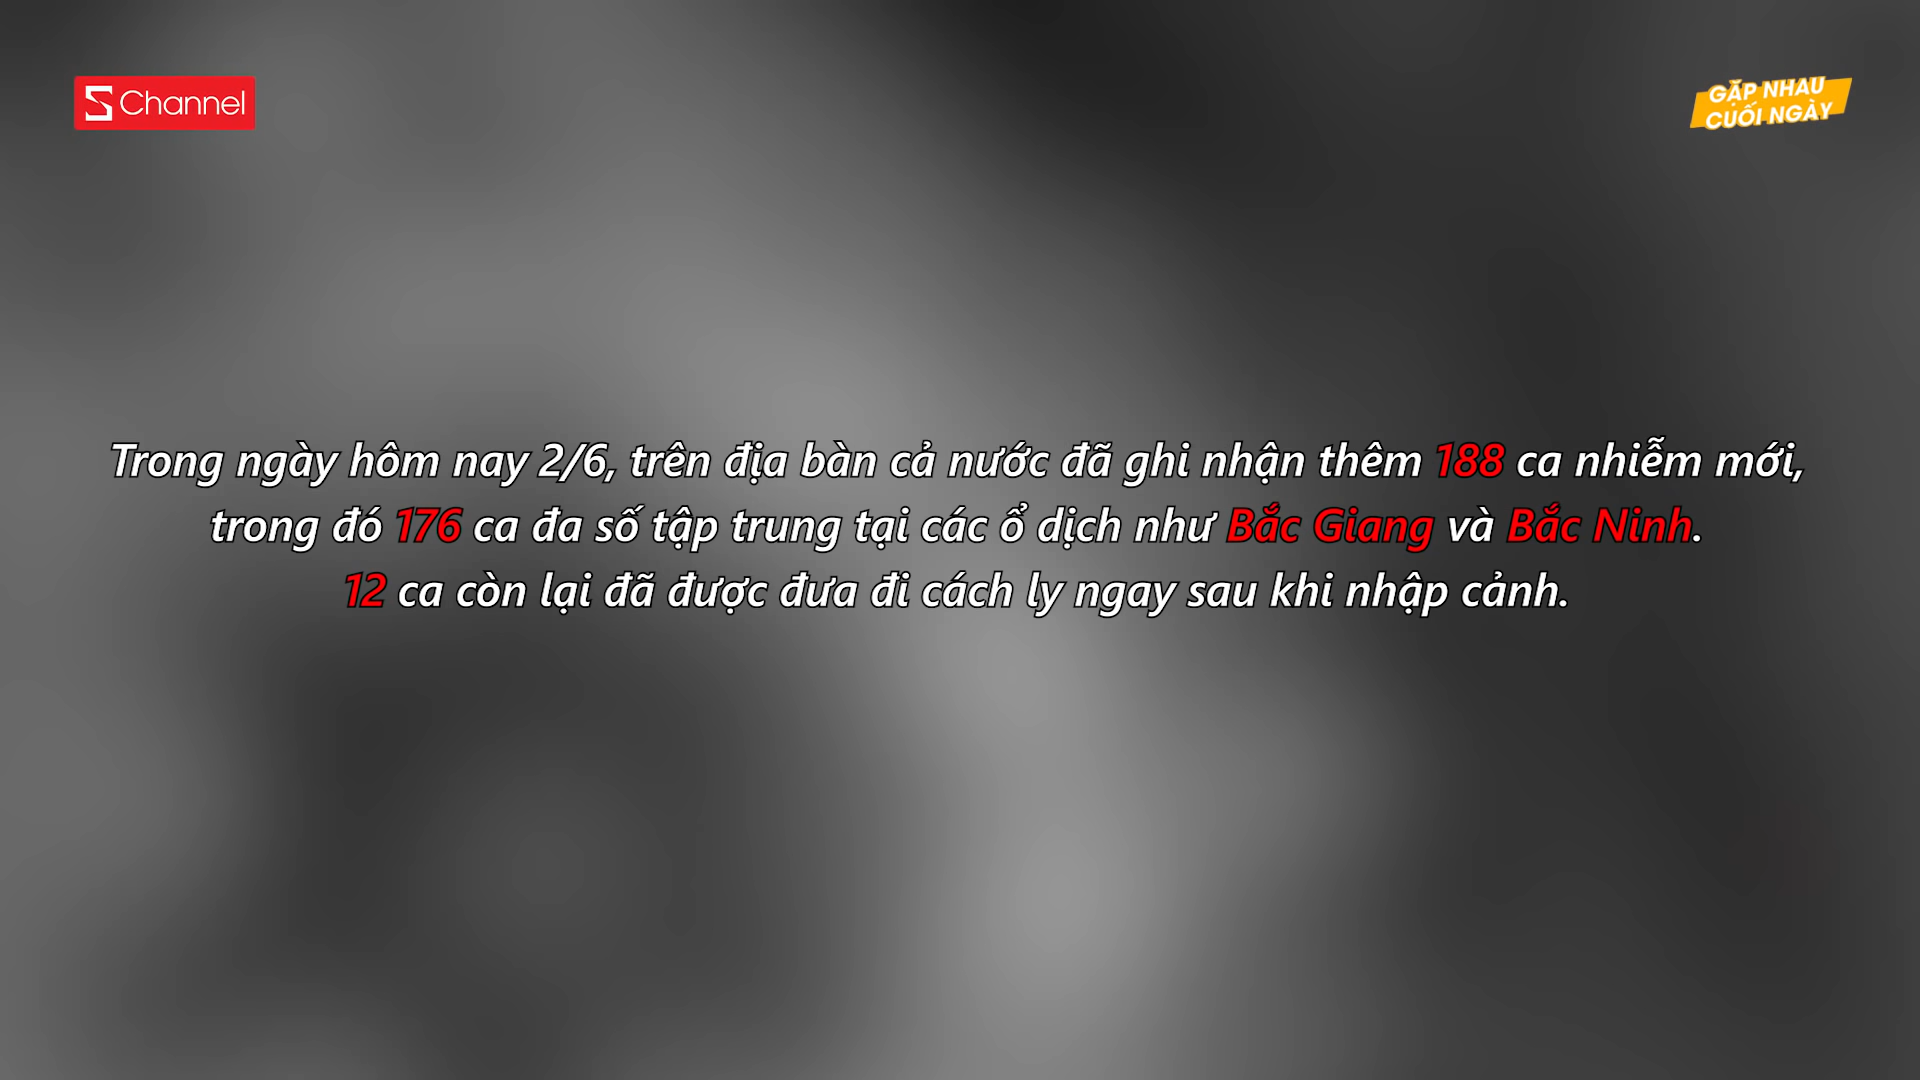 S Channel
GẶP NHAU
CUỐI NGÀY
Trong ngày hôm nay 2/6, trên địa bàn cả nước đã ghi nhận thêm 188 ca nhiễm mới,
trong đó 176 ca đa số tập trung tại các ổ dịch như Bắc Giang và Bắc Ninh.
12 ca còn lại đã được đưa đi cách ly ngay sau khi nhập cảnh.